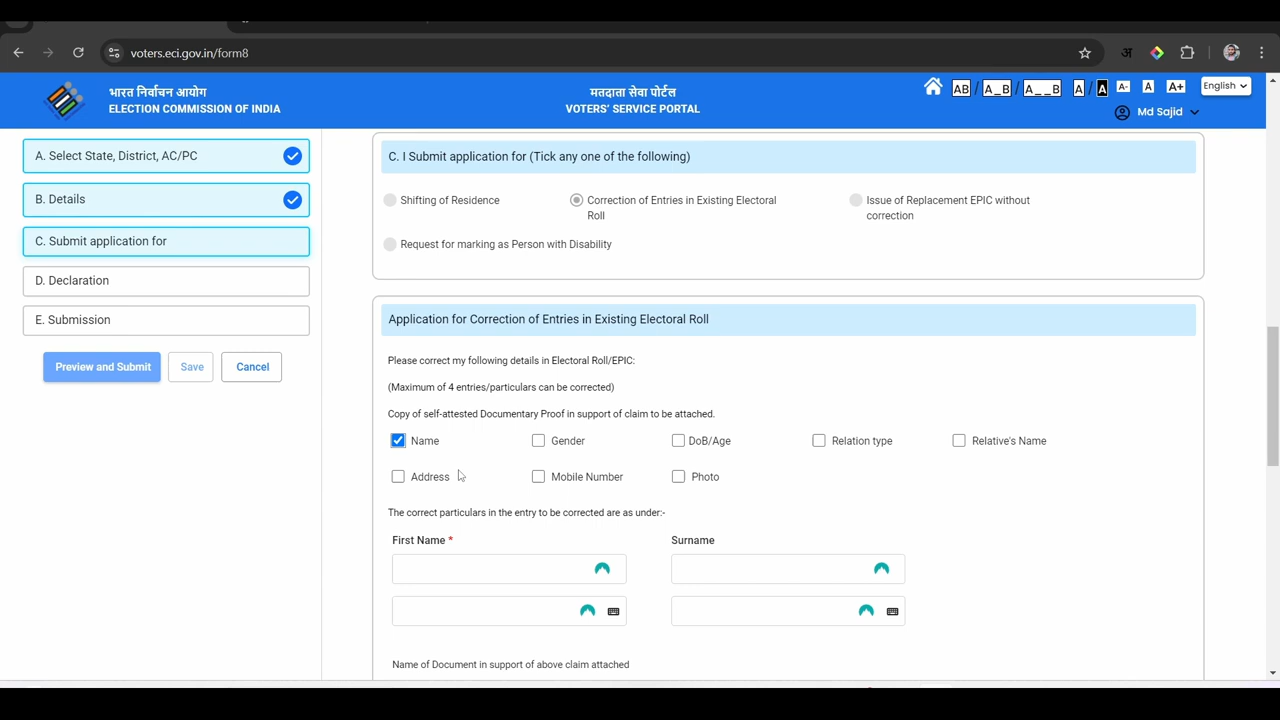 voters.eci.gov.in/form8
अ
भारत निर्वाचन आयोग
ELECTION COMMISSION OF INDIA
मतदाता सेवा पोर्टल
VOTERS' SERVICE PORTAL
AB / A_B / A__B A / A A- A A+ English
Md Sajid
A. Select State, District, AC/PC
B. Details
C. Submit application for
D. Declaration
E. Submission
Preview and Submit Save Cancel
C. I Submit application for (Tick any one of the following)
Shifting of Residence
Correction of Entries in Existing Electoral
Roll
Issue of Replacement EPIC without
correction
Request for marking as Person with Disability
Application for Correction of Entries in Existing Electoral Roll
Please correct my following details in Electoral Roll/EPIC:
(Maximum of 4 entries/particulars can be corrected)
Copy of self-attested Documentary Proof in support of claim to be attached.
Name Gender DoB/Age Relation type Relative's Name
Address Mobile Number Photo
The correct particulars in the entry to be corrected are as under:-
First Name * Surname
Name of Document in support of above claim attached